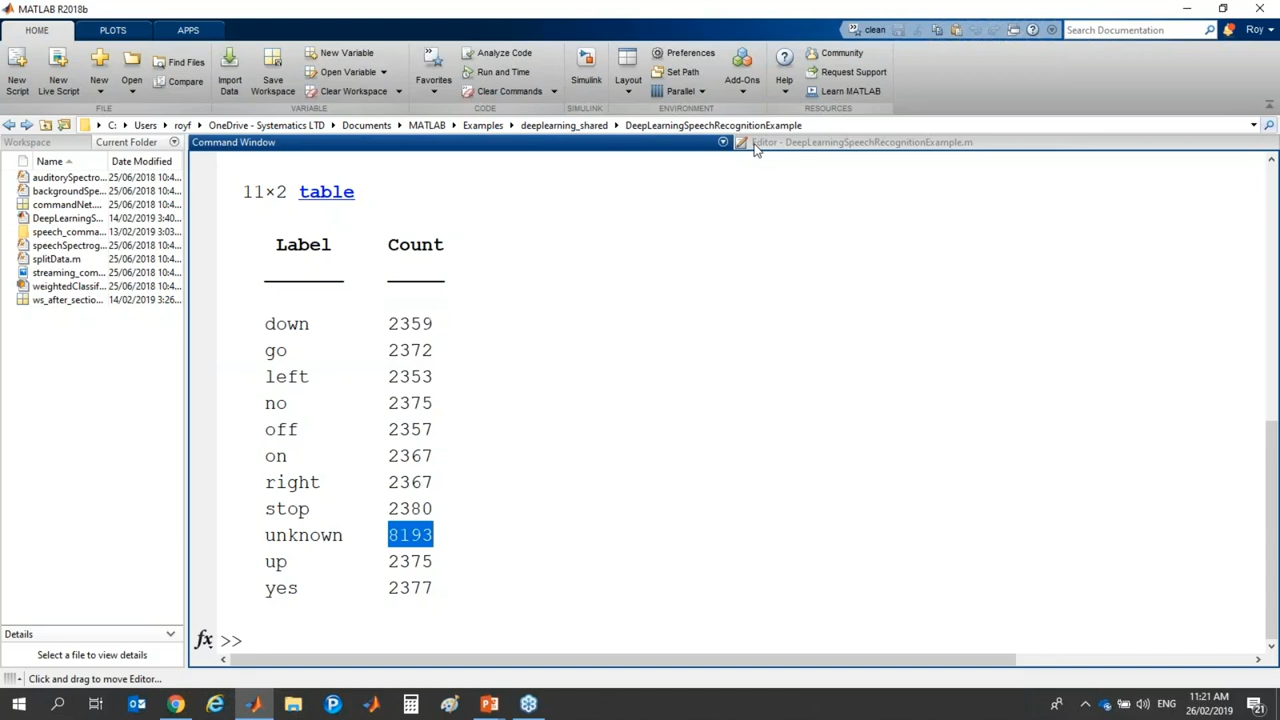 MATLAB R2018b
HOME PLOTS APPS clean Search Documentation Roy
New Script New Live Script New Open Find Files Compare Import Data Save Workspace New Variable Open Variable Clear Workspace Favorites Analyze Code Run and Time Clear Commands Simulink Layout Preferences Set Path Parallel Add-Ons Help Community Request Support Learn MATLAB
FILE VARIABLE CODE SIMULINK ENVIRONMENT RESOURCES
C: Users royf OneDrive - Systematics LTD Documents MATLAB Examples deeplearning_shared DeepLearningSpeechRecognitionExample
Workspace Current Folder Command Window Editor - DeepLearningSpeechRecognitionExample.m
Name Date Modified
auditorySpectro... 25/06/2018 10:4...
backgroundSpe... 25/06/2018 10:4...
commandNet.... 25/06/2018 10:4...
DeepLearningS... 14/02/2019 3:40...
speech_comma... 13/02/2019 3:03...
speechSpectrog... 25/06/2018 10:4...
splitData.m 25/06/2018 10:4...
streaming_com... 25/06/2018 10:4...
weightedClassif... 25/06/2018 10:4...
ws_after_sectio... 14/02/2019 3:26...
11×2 table
Label Count
down 2359
go 2372
left 2353
no 2375
off 2357
on 2367
right 2367
stop 2380
unknown 8193
up 2375
yes 2377
fx >>
Details
Select a file to view details
Click and drag to move Editor...
ENG 11:21 AM
26/02/2019 21